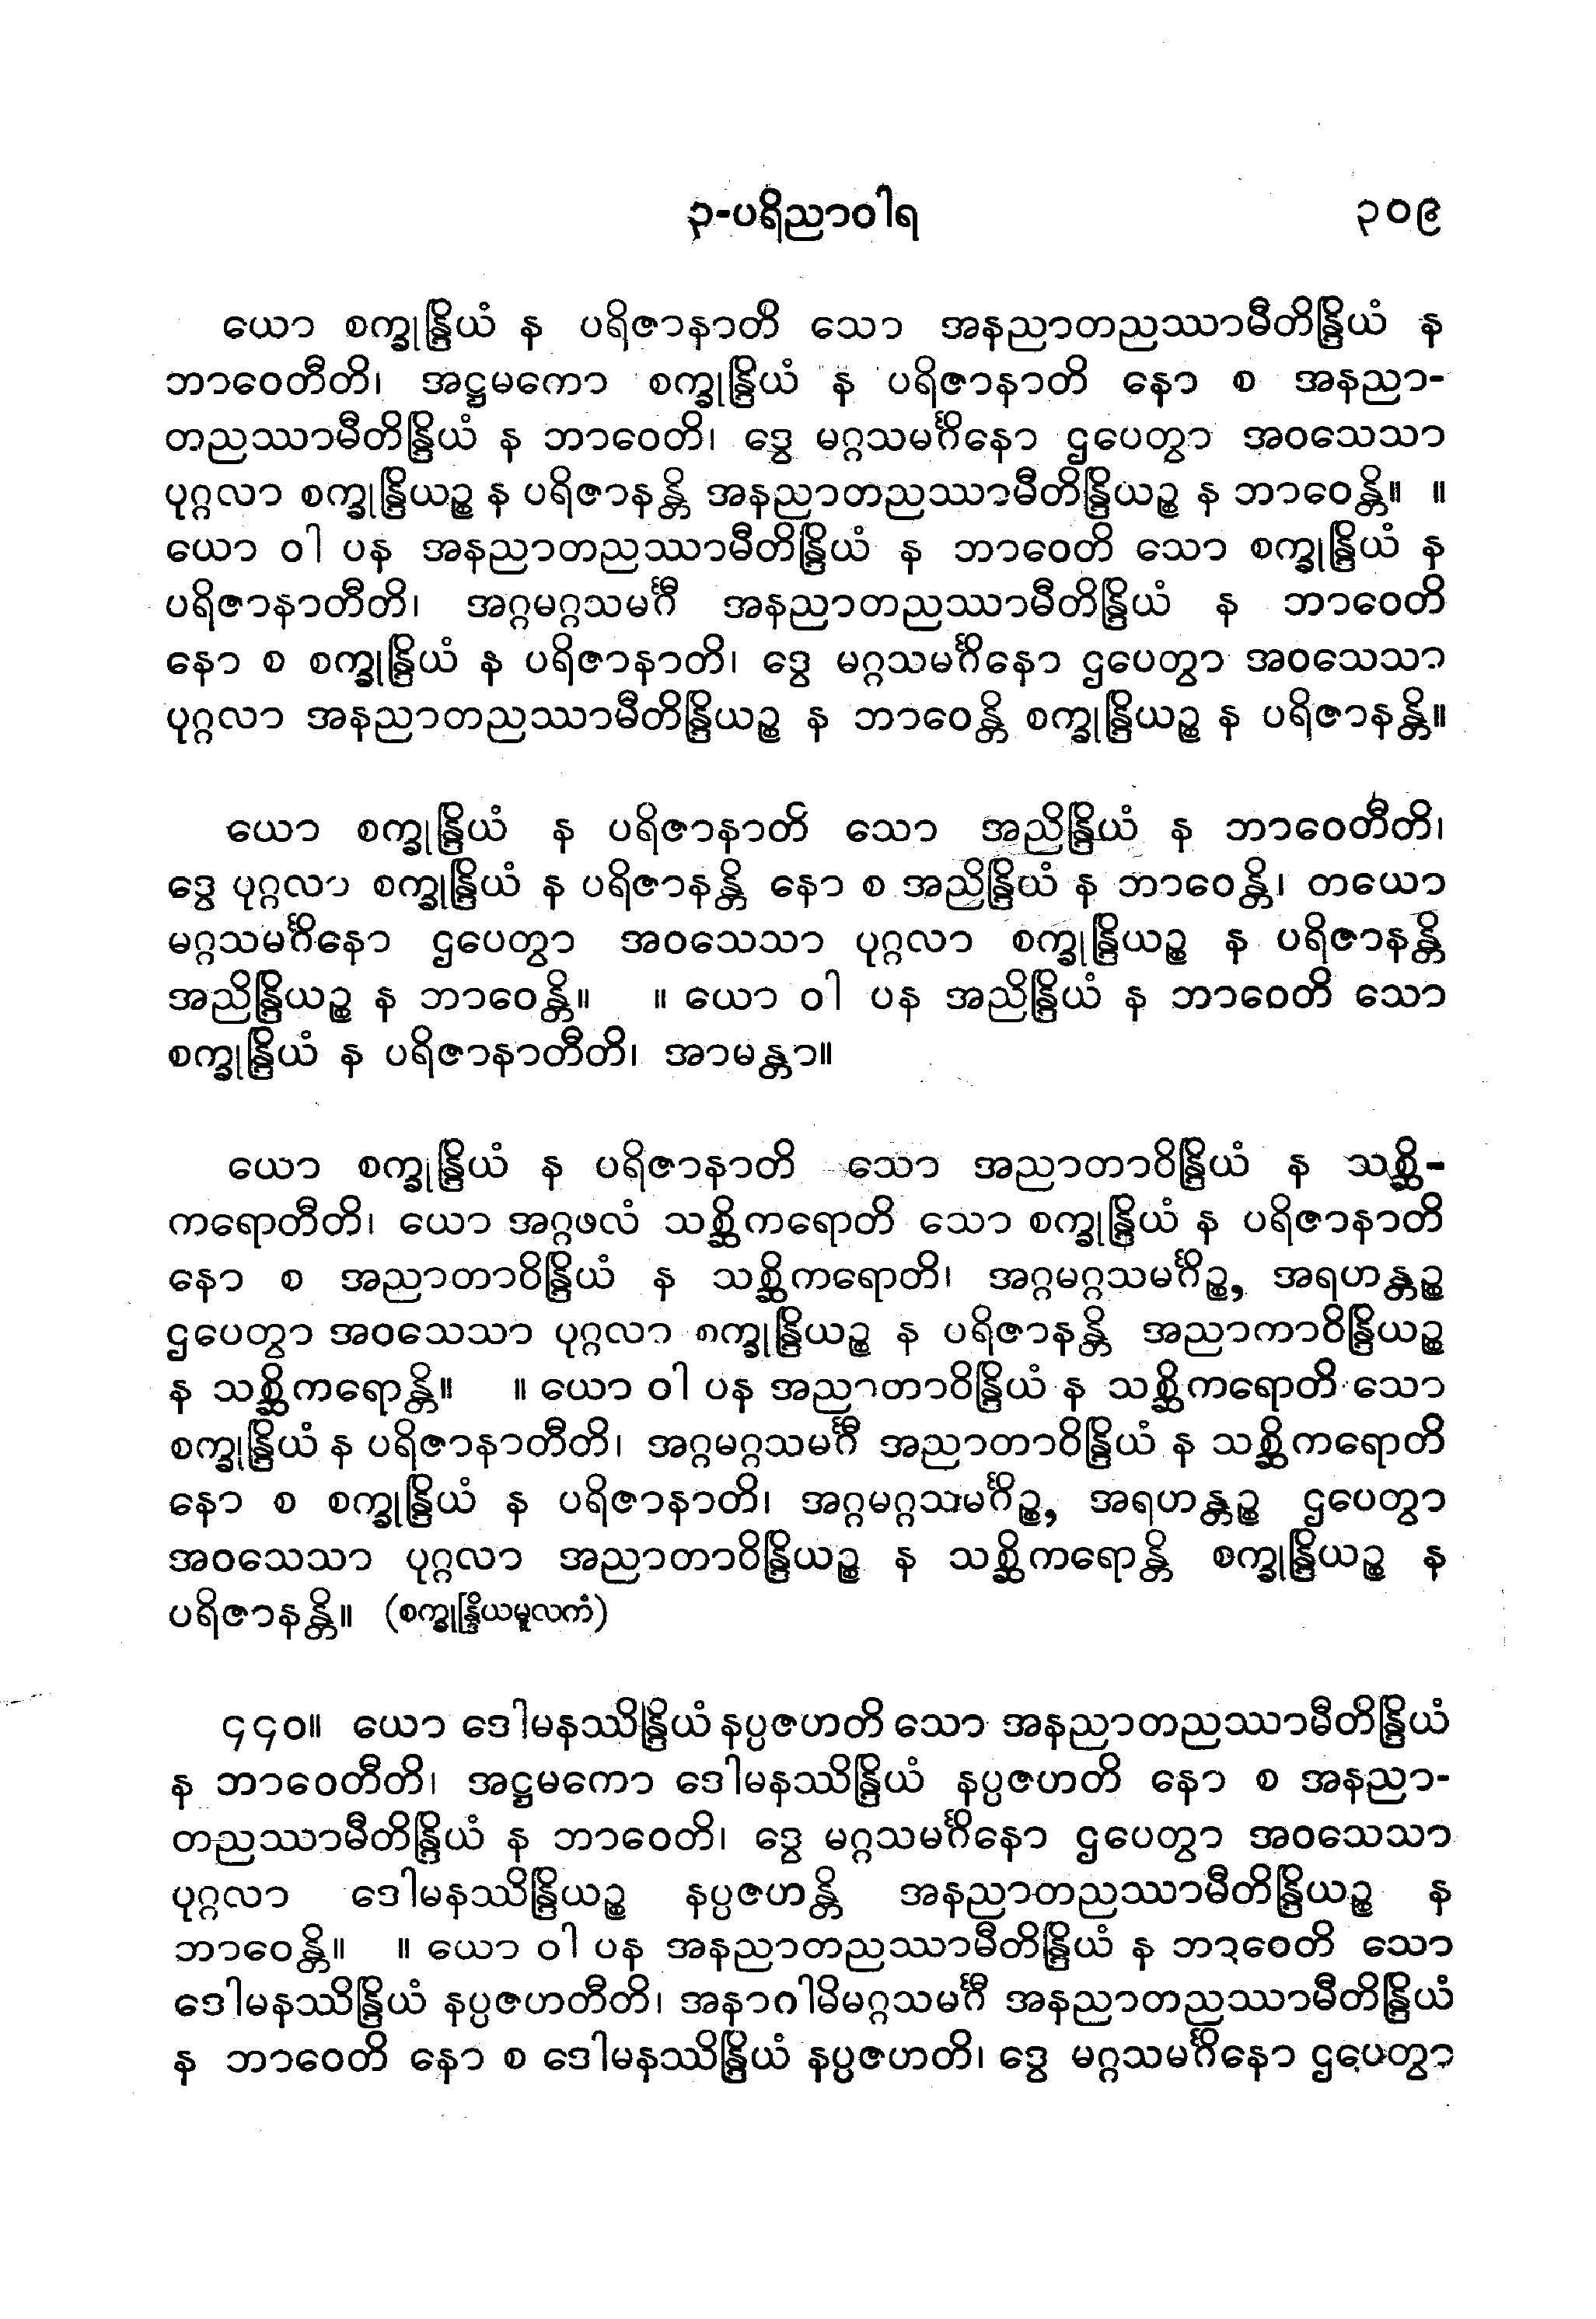 ၃-ပရိညာဝါရ ၃၀၉
ယော စက္ခုန္ဒြိယံ န ပရိဇာနာတိ သော အနညာတညဿာမီတိန္ဒြိယံ န
ဘာဝေတီတိ၊ အဋ္ဌမကော စက္ခုန္ဒြိယံ န ပရိဇာနာတိ နော စ အနညာ-
တညဿာမီတိန္ဒြိယံ န ဘာဝေတိ၊ ဒွေ မဂ္ဂသမင်္ဂိနော ဌပေတွာ အဝသေသာ
ပုဂ္ဂလာ စက္ခုန္ဒြိယဉ္စ န ပရိဇာနန္တိ အနညာတညဿာမီတိန္ဒြိယဉ္စ န ဘာဝေန္တိ။ ။
ယော ဝါ ပန အနညာတညဿာမီတိန္ဒြိယံ န ဘာဝေတိ သော စက္ခုန္ဒြိယံ န
ပရိဇာနာတီတိ၊ အဂ္ဂမဂ္ဂသမင်္ဂီ အနညာတညဿာမီတိန္ဒြိယံ န ဘာဝေတိ
နော စ စက္ခုန္ဒြိယံ န ပရိဇာနာတိ၊ ဒွေ မဂ္ဂသမင်္ဂိနော ဌပေတွာ အဝသေသာ
ပုဂ္ဂလာ အနညာတညဿာမီတိန္ဒြိယဉ္စ န ဘာဝေန္တိ စက္ခုန္ဒြိယဉ္စ န ပရိဇာနန္တိ။
ယော စက္ခုန္ဒြိယံ န ပရိဇာနာတိ သော အညိန္ဒြိယံ န ဘာဝေတီတိ၊
ဒွေ ပုဂ္ဂလာ စက္ခုန္ဒြိယံ န ပရိဇာနန္တိ နော စ အညိန္ဒြိယံ န ဘာဝေန္တိ၊ တယော
မဂ္ဂသမင်္ဂိနော ဌပေတွာ အဝသေသာ ပုဂ္ဂလာ စက္ခုန္ဒြိယဉ္စ န ပရိဇာနန္တိ
အညိန္ဒြိယဉ္စ န ဘာဝေန္တိ။ ။ ယော ဝါ ပန အညိန္ဒြိယံ န ဘာဝေတိ သော
စက္ခုန္ဒြိယံ န ပရိဇာနာတီတိ၊ အာမန္တာ။
ယော စက္ခုန္ဒြိယံ န ပရိဇာနာတိ သော အညာတာဝိန္ဒြိယံ န သစ္ဆိ-
ကရောတီတိ၊ ယော အဂ္ဂဖလံ သစ္ဆိကရောတိ သော စက္ခုန္ဒြိယံ န ပရိဇာနာတိ
နော စ အညာတာဝိန္ဒြိယံ န သစ္ဆိကရောတိ၊ အဂ္ဂမဂ္ဂသမင်္ဂိဉ္စ, အရဟန္တဉ္စ
ဌပေတွာ အဝသေသာ ပုဂ္ဂလာ ၈က္ခုန္ဒြိယဉ္စ န ပရိဇာနန္တိ အညာကာဝိန္ဒြိယဉ္စ
န သစ္ဆိကရောန္တိ။ ။ ယော ဝါ ပန အညာတာဝိန္ဒြိယံ န သစ္ဆိကရောတိ သော
စက္ခုန္ဒြိယံ န ပရိဇာနာတီတိ၊ အဂ္ဂမဂ္ဂသမင်္ဂီ အညာတာဝိန္ဒြိယံ န သစ္ဆိကရောတိ
နော စ စက္ခုန္ဒြိယံ န ပရိဇာနာတိ၊ အဂ္ဂမဂ္ဂသမင်္ဂိဉ္စ, အရဟန္တဉ္စ ဌပေတွာ
အဝသေသာ ပုဂ္ဂလာ အညာတာဝိန္ဒြိယဉ္စ န သစ္ဆိကရောန္တိ စက္ခုန္ဒြိယဉ္စ န
ပရိဇာနန္တိ။ (စက္ခုန္ဒြိယမူလကံ)
၄၄၀။ ယော ဒေါမနဿိန္ဒြိယံ နပ္ပဇဟတိ သော အနညာတညဿာမီတိန္ဒြိယံ
န ဘာဝေတီတိ၊ အဋ္ဌမကော ဒေါမနဿိန္ဒြိယံ နပ္ပဇဟတိ နော စ အနညာ-
တညဿာမီတိန္ဒြိယံ န ဘာဝေတိ၊ ဒွေ မဂ္ဂသမင်္ဂိနော ဌပေတွာ အဝသေသာ
ပုဂ္ဂလာ ဒေါမနဿိန္ဒြိယဉ္စ နပ္ပဇဟန္တိ အနညာတညဿာမီတိန္ဒြိယဉ္စ န
ဘာဝေန္တိ။ ။ ယော ဝါ ပန အနညာတညဿာမီတိန္ဒြိယံ န ဘာဝေတိ သော
ဒေါမနဿိန္ဒြိယံ နပ္ပဇဟတီတိ၊ အနာဂါမိမဂ္ဂသမင်္ဂီ အနညာတညဿာမီတိန္ဒြိယံ
န ဘာဝေတိ နော စ ဒေါမနဿိန္ဒြိယံ နပ္ပဇဟတိ၊ ဒွေ မဂ္ဂသမင်္ဂိနော ဌပေတွာ